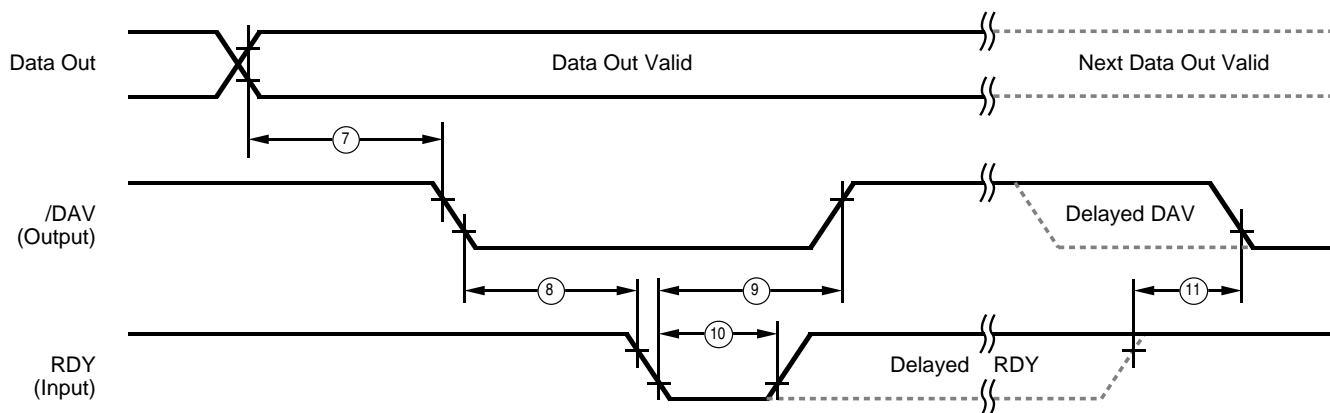 Data Out
Data Out Valid
Next Data Out Valid
7
/DAV
(Output)
Delayed DAV
8
9
11
10
RDY
(Input)
Delayed RDY